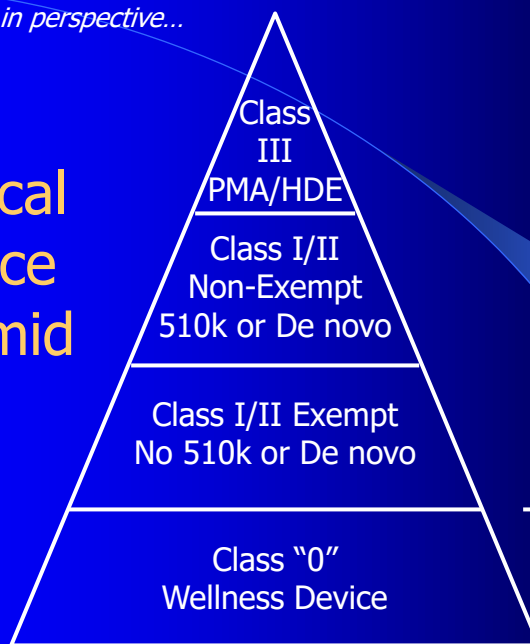 in perspective…
cal
ce
mid
Class
III
PMA/HDE
Class I/II
Non-Exempt
510k or De novo
Class I/II Exempt
No 510k or De novo
Class “0”
Wellness Device